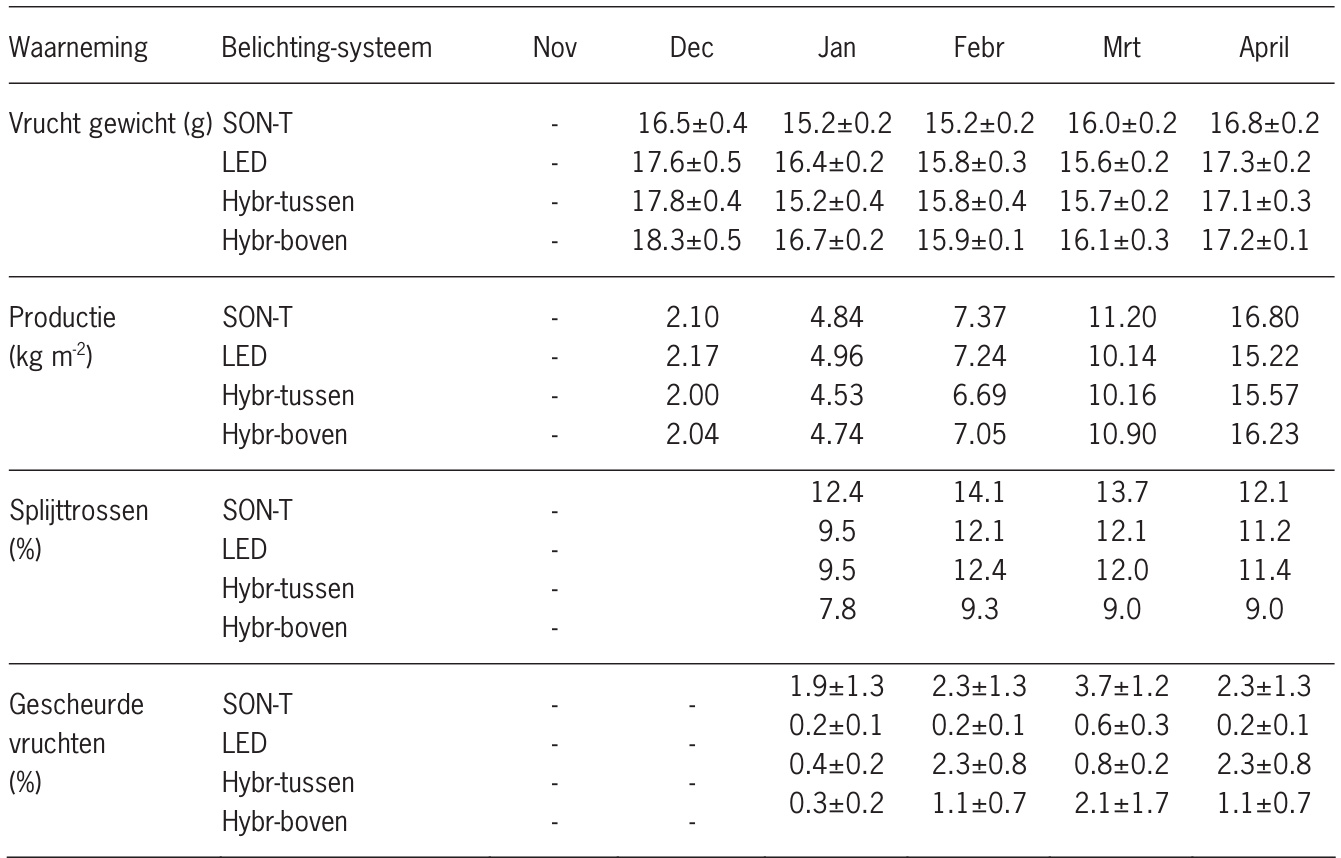 Waarneming Belichting-systeem Nov Dec Jan Febr Mrt April
Vrucht gewicht (g) SON-T - 16.5±0.4 15.2±0.2 15.2±0.2 16.0±0.2 16.8±0.2
LED - 17.6±0.5 16.4±0.2 15.8±0.3 15.6±0.2 17.3±0.2
Hybr-tussen - 17.8±0.4 15.2±0.4 15.8±0.4 15.7±0.2 17.1±0.3
Hybr-boven - 18.3±0.5 16.7±0.2 15.9±0.1 16.1±0.3 17.2±0.1
Productie SON-T - 2.10 4.84 7.37 11.20 16.80
(kg m-2) LED - 2.17 4.96 7.24 10.14 15.22
Hybr-tussen - 2.00 4.53 6.69 10.16 15.57
Hybr-boven - 2.04 4.74 7.05 10.90 16.23
Splijttrossen SON-T - 12.4 14.1 13.7 12.1
(%) LED - 9.5 12.1 12.1 11.2
Hybr-tussen - 9.5 12.4 12.0 11.4
Hybr-boven - 7.8 9.3 9.0 9.0
Gescheurde SON-T - - 1.9±1.3 2.3±1.3 3.7±1.2 2.3±1.3
vruchten LED - - 0.2±0.1 0.2±0.1 0.6±0.3 0.2±0.1
(%) Hybr-tussen - - 0.4±0.2 2.3±0.8 0.8±0.2 2.3±0.8
Hybr-boven - - 0.3±0.2 1.1±0.7 2.1±1.7 1.1±0.7